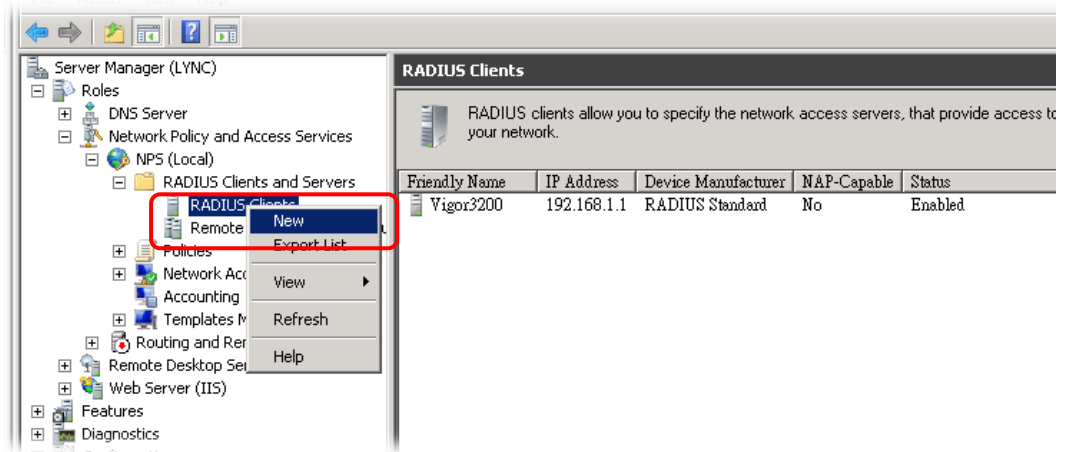 Server Manager (LYNC)
Roles
DNS Server
Network Policy and Access Services
NPS (Local)
RADIUS Clients and Servers
RADIUS Clients
Remote
Policies
Network Acc
Accounting
Templates M
Routing and Rem
Remote Desktop Ser
Web Server (IIS)
Features
Diagnostics
New
Export List
View
Refresh
Help
RADIUS Clients
RADIUS clients allow you to specify the network access servers, that provide access to
your network.
Friendly Name IP Address Device Manufacturer NAP-Capable Status
Vigor3200 192.168.1.1 RADIUS Standard No Enabled